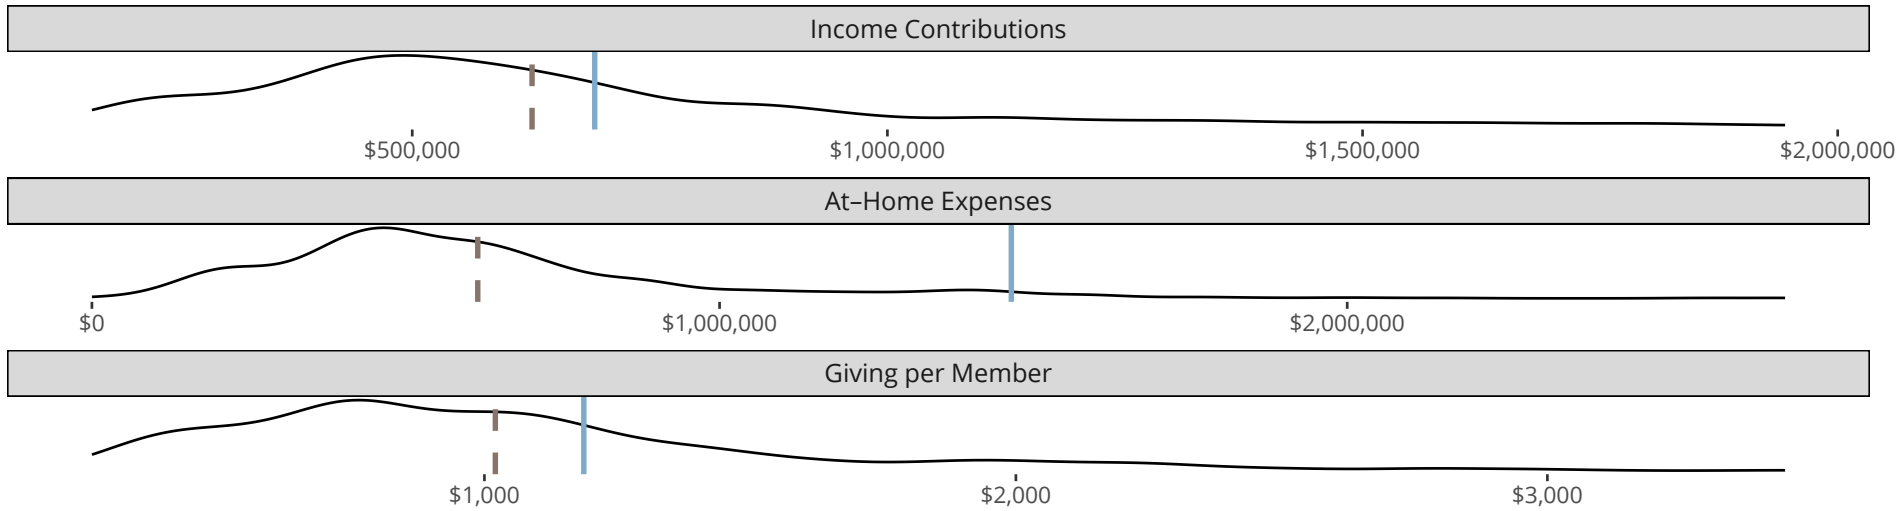 Income Contributions
$500,000 $1,000,000 $1,500,000 $2,000,000
At–Home Expenses
$0 $1,000,000 $2,000,000
Giving per Member
$1,000 $2,000 $3,000